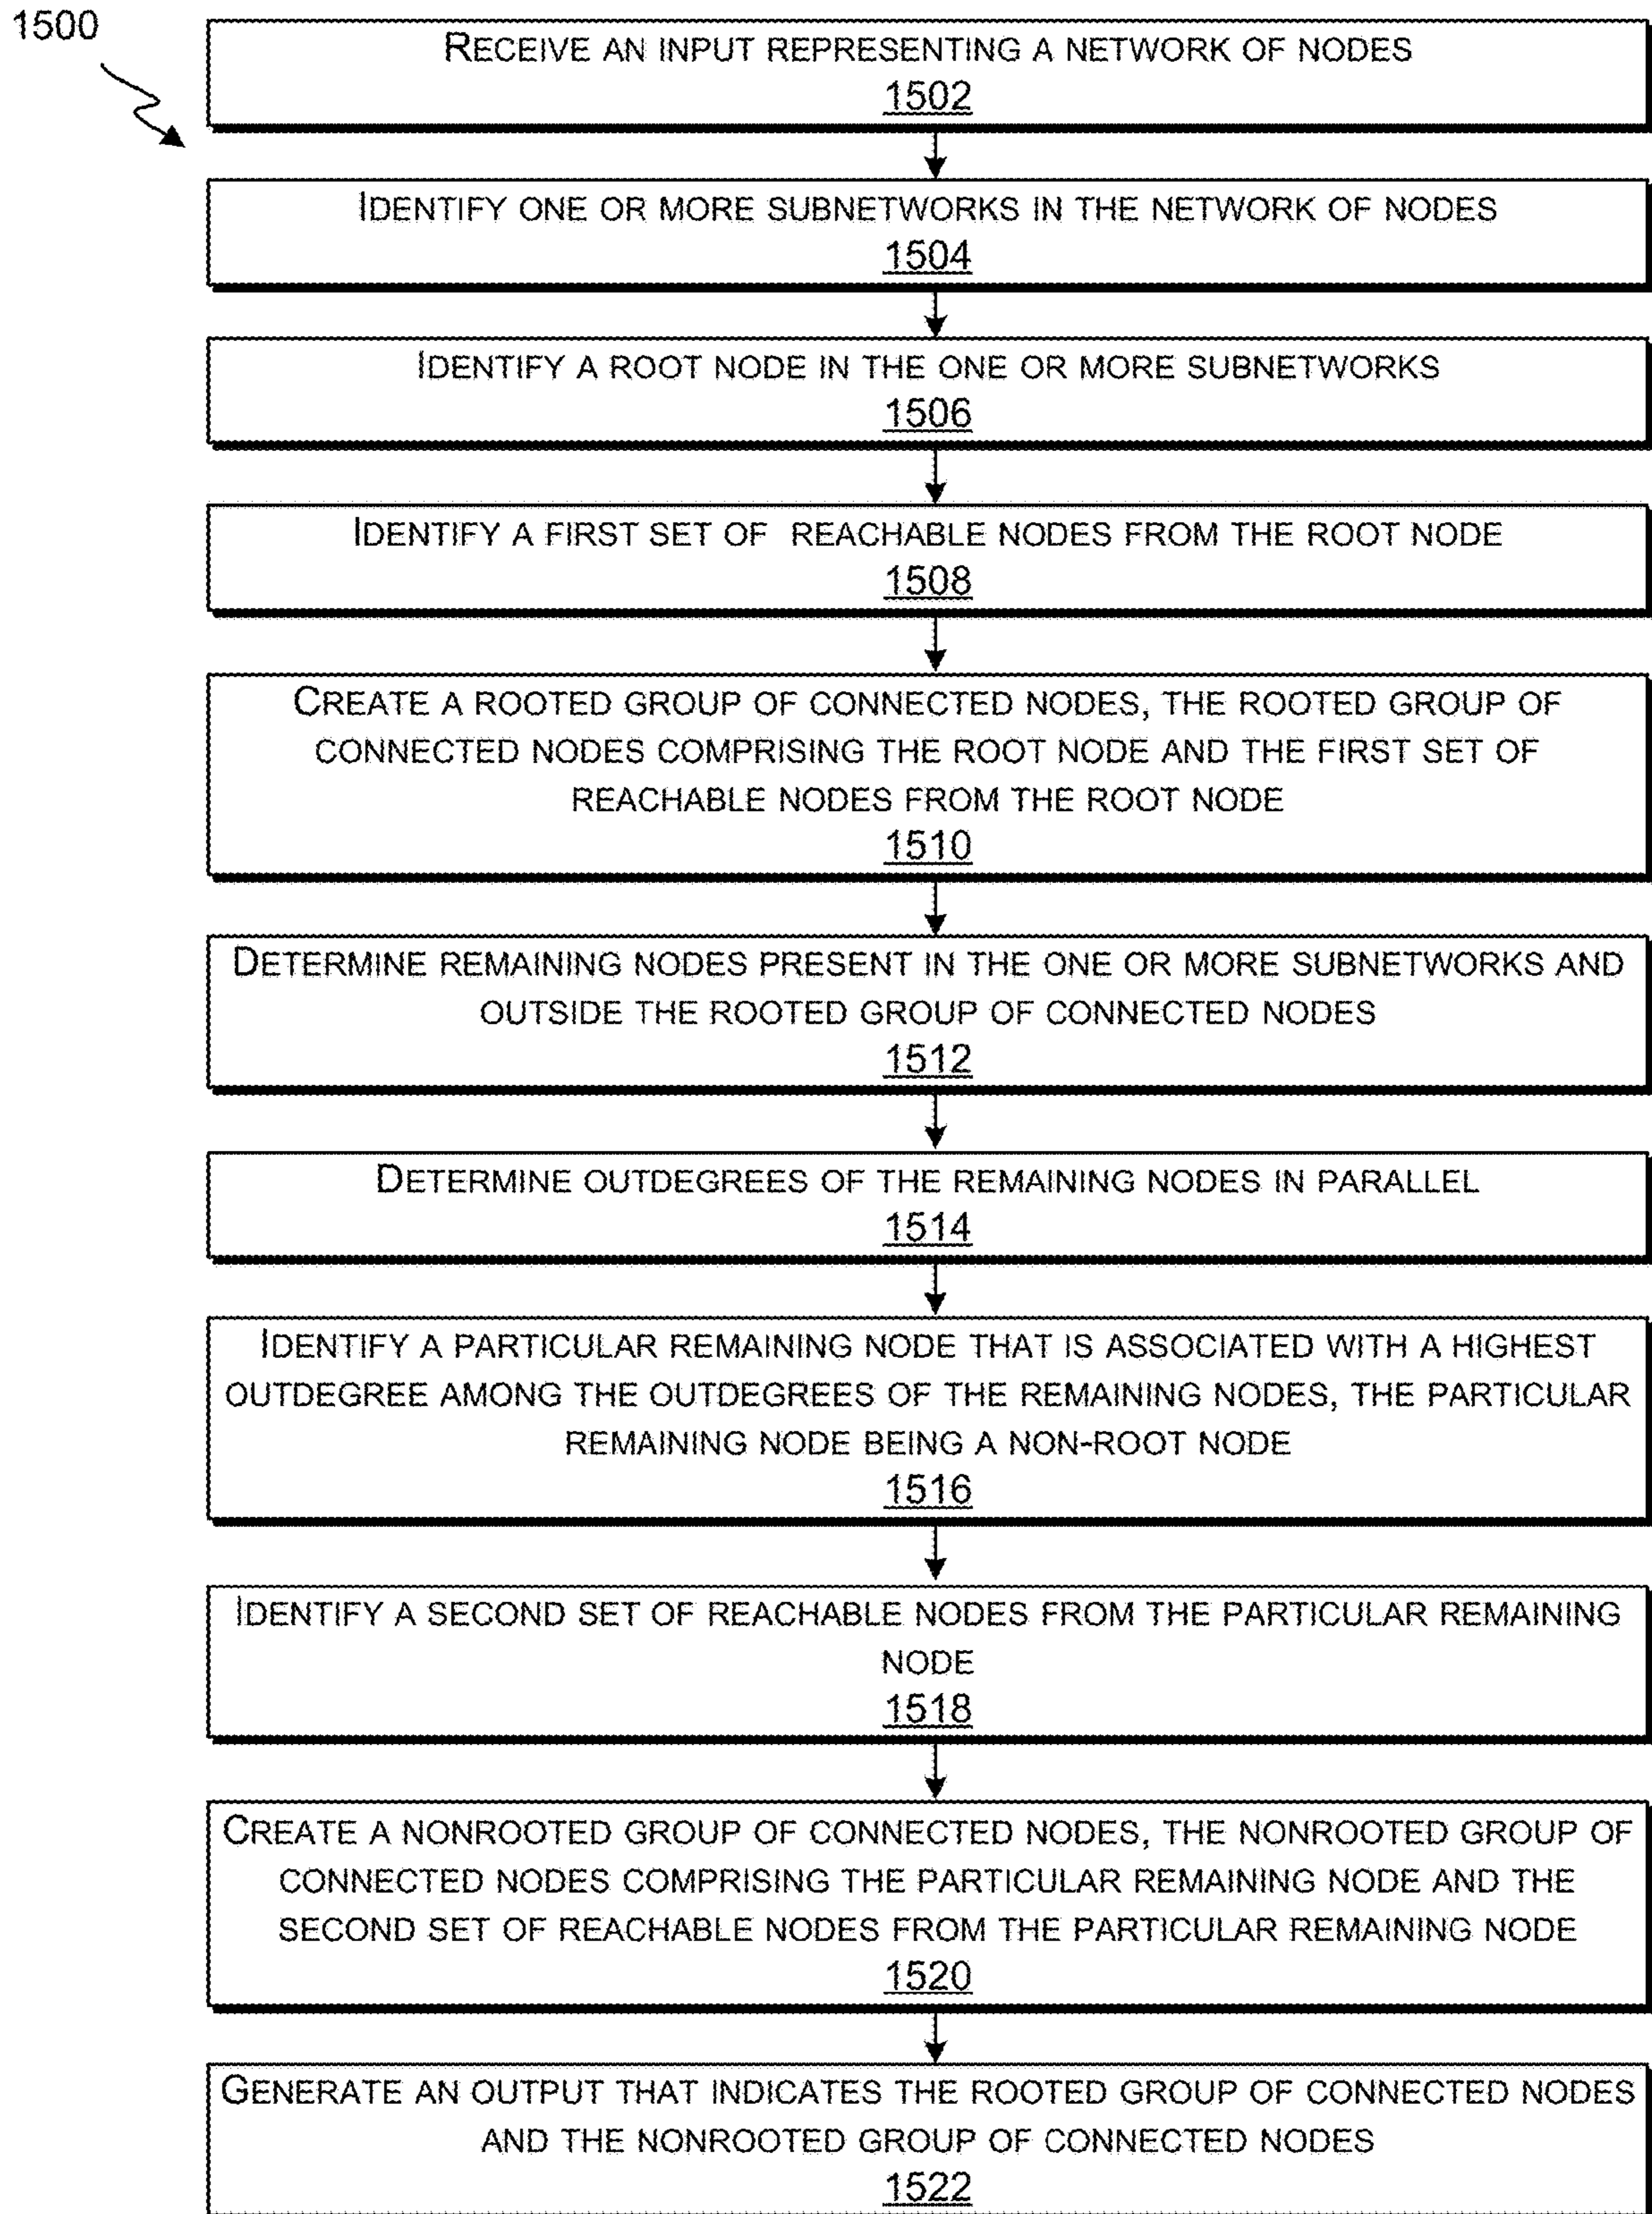 1500
RECEIVE AN INPUT REPRESENTING A NETWORK OF NODES
1502
IDENTIFY ONE OR MORE SUBNETWORKS IN THE NETWORK OF NODES
1504
IDENTIFY A ROOT NODE IN THE ONE OR MORE SUBNETWORKS
1506
IDENTIFY A FIRST SET OF REACHABLE NODES FROM THE ROOT NODE
1508
CREATE A ROOTED GROUP OF CONNECTED NODES, THE ROOTED GROUP OF
CONNECTED NODES COMPRISING THE ROOT NODE AND THE FIRST SET OF
REACHABLE NODES FROM THE ROOT NODE
1510
DETERMINE REMAINING NODES PRESENT IN THE ONE OR MORE SUBNETWORKS AND
OUTSIDE THE ROOTED GROUP OF CONNECTED NODES
1512
DETERMINE OUTDEGREES OF THE REMAINING NODES IN PARALLEL
1514
IDENTIFY A PARTICULAR REMAINING NODE THAT IS ASSOCIATED WITH A HIGHEST
OUTDEGREE AMONG THE OUTDEGREES OF THE REMAINING NODES, THE PARTICULAR
REMAINING NODE BEING A NON-ROOT NODE
1516
IDENTIFY A SECOND SET OF REACHABLE NODES FROM THE PARTICULAR REMAINING
NODE
1518
CREATE A NONROOTED GROUP OF CONNECTED NODES, THE NONROOTED GROUP OF
CONNECTED NODES COMPRISING THE PARTICULAR REMAINING NODE AND THE
SECOND SET OF REACHABLE NODES FROM THE PARTICULAR REMAINING NODE
1520
GENERATE AN OUTPUT THAT INDICATES THE ROOTED GROUP OF CONNECTED NODES
AND THE NONROOTED GROUP OF CONNECTED NODES
1522